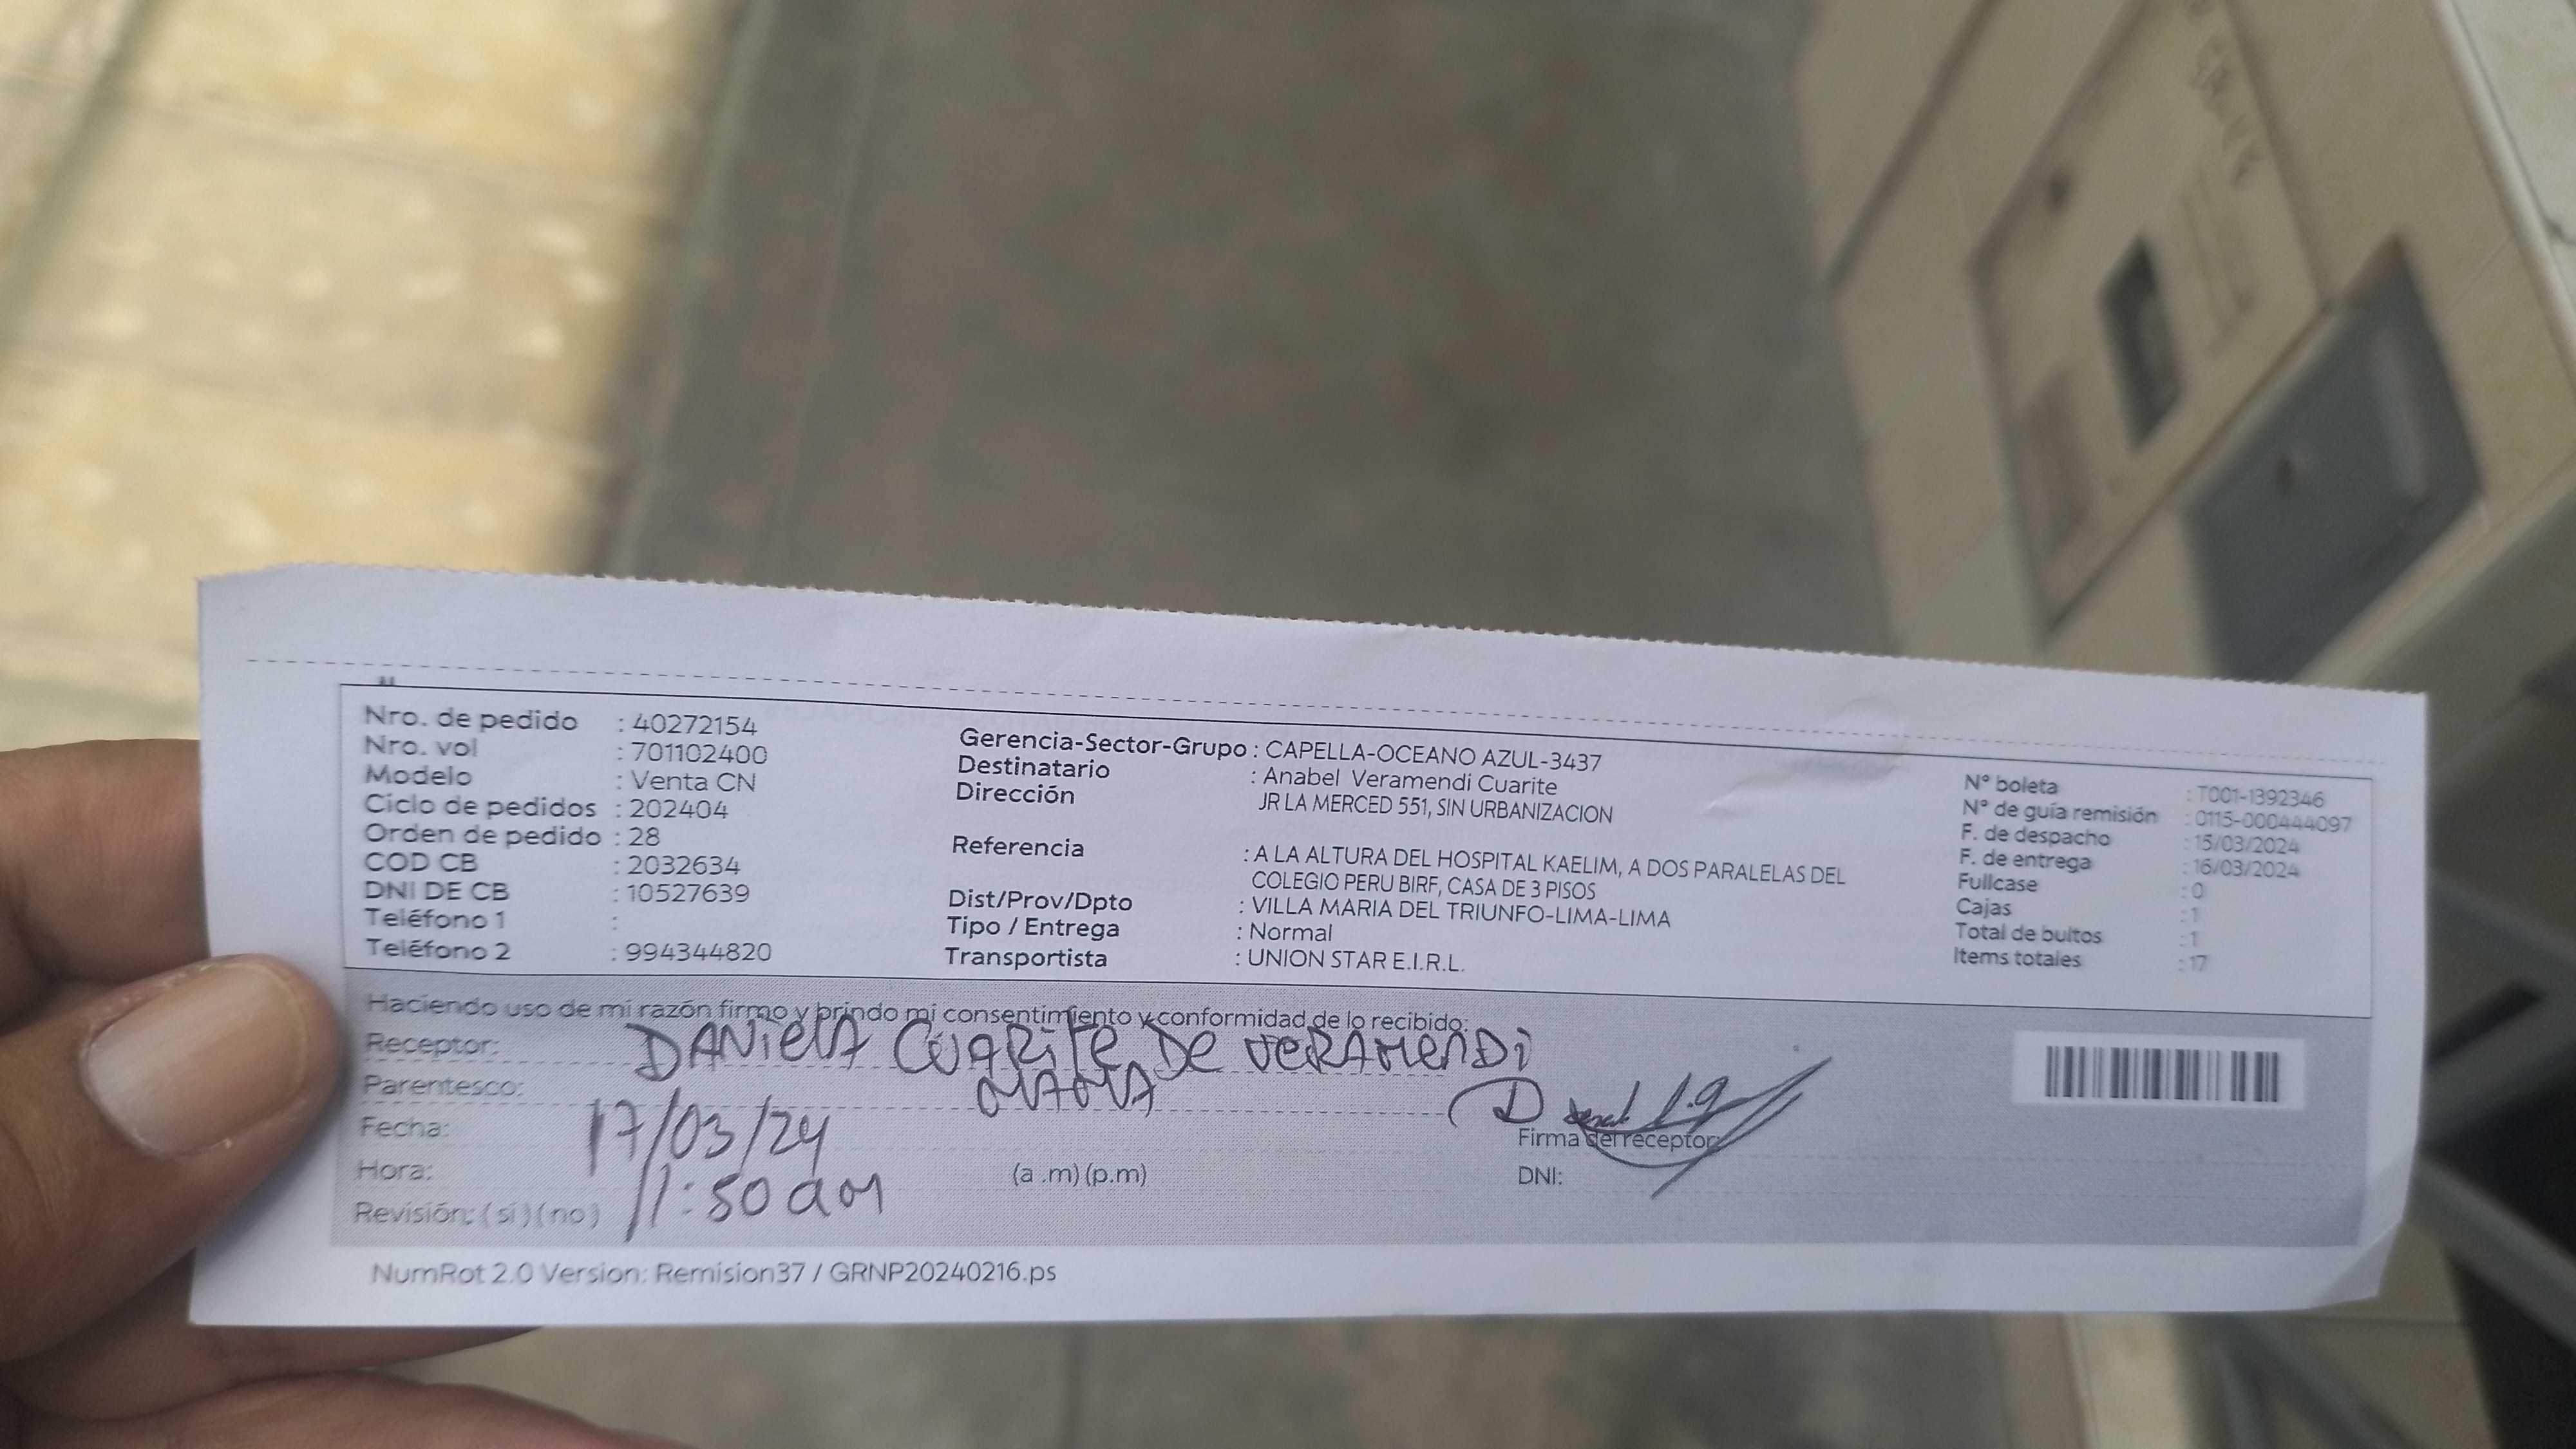 Nro. de pedido : 40272154
Nro. vol : 701102400
Modelo : Venta CN
Ciclo de pedidos : 202404
Orden de pedido : 28
COD CB : 2032634
DNI DE CB : 10527639
Teléfono 1 :
Teléfono 2 : 994344820
Gerencia-Sector-Grupo : CAPELLA-OCEANO AZUL-3437
Destinatario : Anabel Veramendi Cuarite
Dirección JR LA MERCED 551, SIN URBANIZACION
Referencia : A LA ALTURA DEL HOSPITAL KAELIM, A DOS PARALELAS DEL
COLEGIO PERU BIRF, CASA DE 3 PISOS
Dist/Prov/Dpto : VILLA MARIA DEL TRIUNFO-LIMA-LIMA
Tipo / Entrega : Normal
Transportista : UNION STAR E.I.R.L.
N° boleta : T001-1392346
N° de guía remisión : 0115-000444097
F. de despacho : 15/03/2024
F. de entrega : 16/03/2024
Fullcase : 0
Cajas : 1
Total de bultos : 1
Items totales : 17
Haciendo uso de mi razón firmo y brindo mi consentimiento y conformidad de lo recibido:
Receptor: DANIELA CUARITE DE VERAMENDI
Parentesco: MAMA
Fecha: 17/03/24
Firma del receptor:
Hora: 11:50 am (a .m) (p.m)
DNI:
Revisión: (si) (no)
NumRot 2.0 Version: Remision37 / GRNP20240216.ps